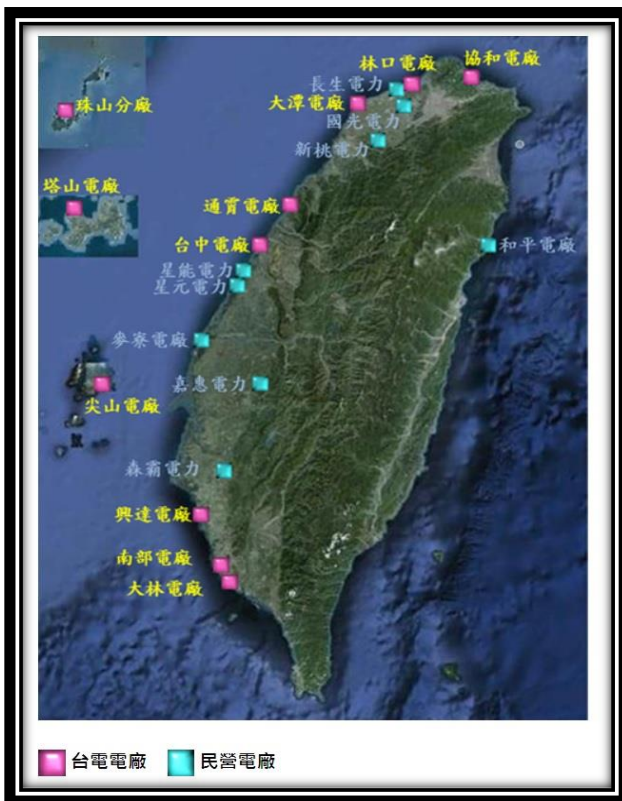 協和電廠
林口電廠
長生電力
珠山分廠
大潭電廠
國光電力
新桃電力
塔山電廠
通霄電廠
台中電廠
和平電廠
星能電力
星元電力
麥寮電廠
嘉惠電力
尖山電廠
森霸電力
興達電廠
南部電廠
大林電廠
台電電廠
民營電廠